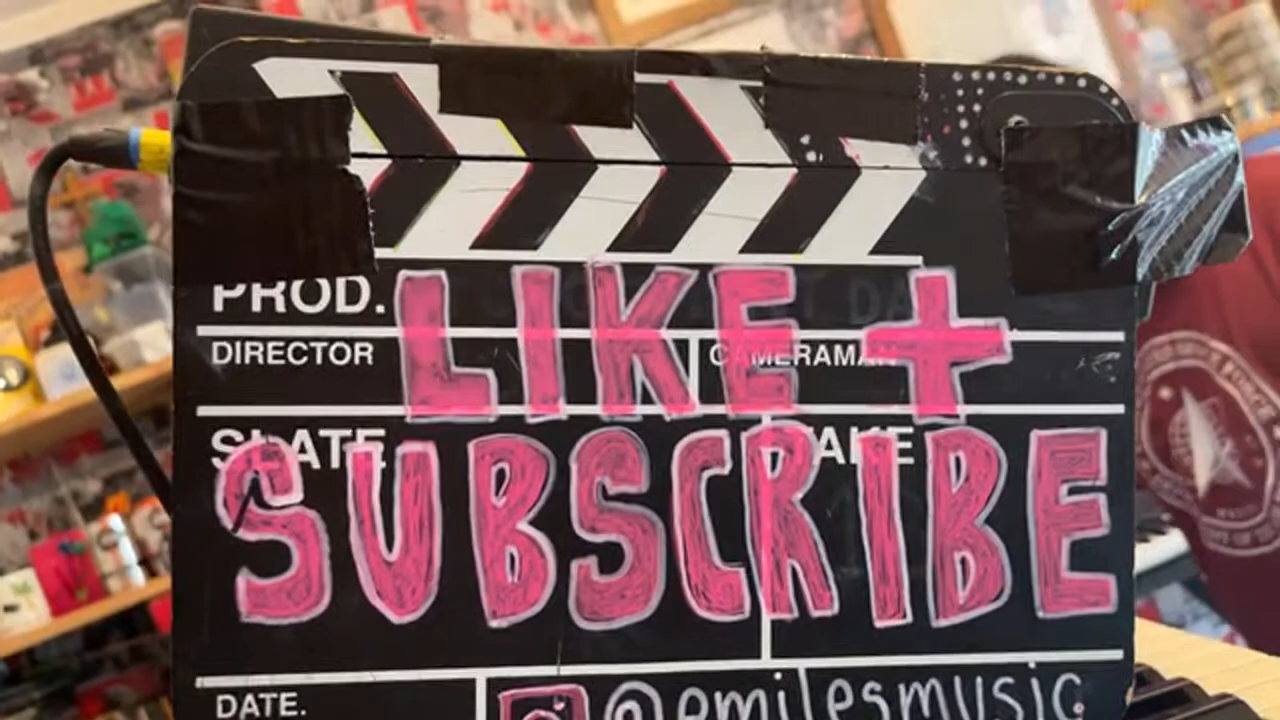 PROD.
LIKE +
DIRECTOR
CAMERAMAN
SLATE
TAKE
SUBSCRIBE
DATE.
@emilesmusic